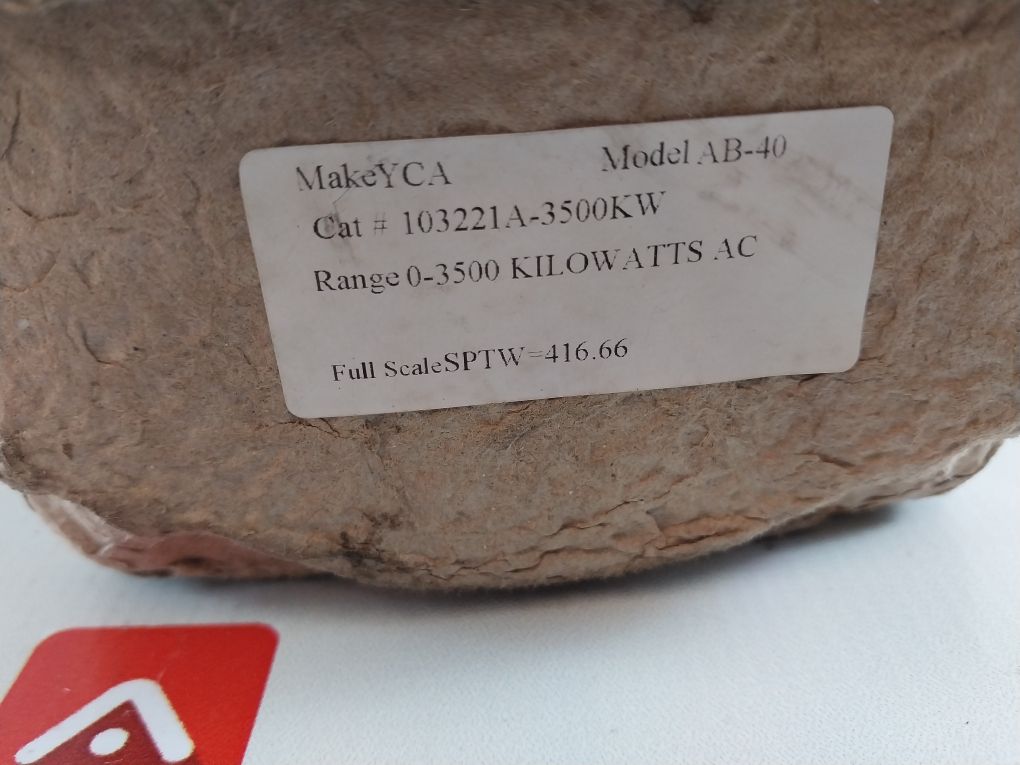 MakeYCA Model AB-40
Cat # 103221A-3500KW
Range 0-3500 KILOWATTS AC
Full ScaleSPTW=416.66